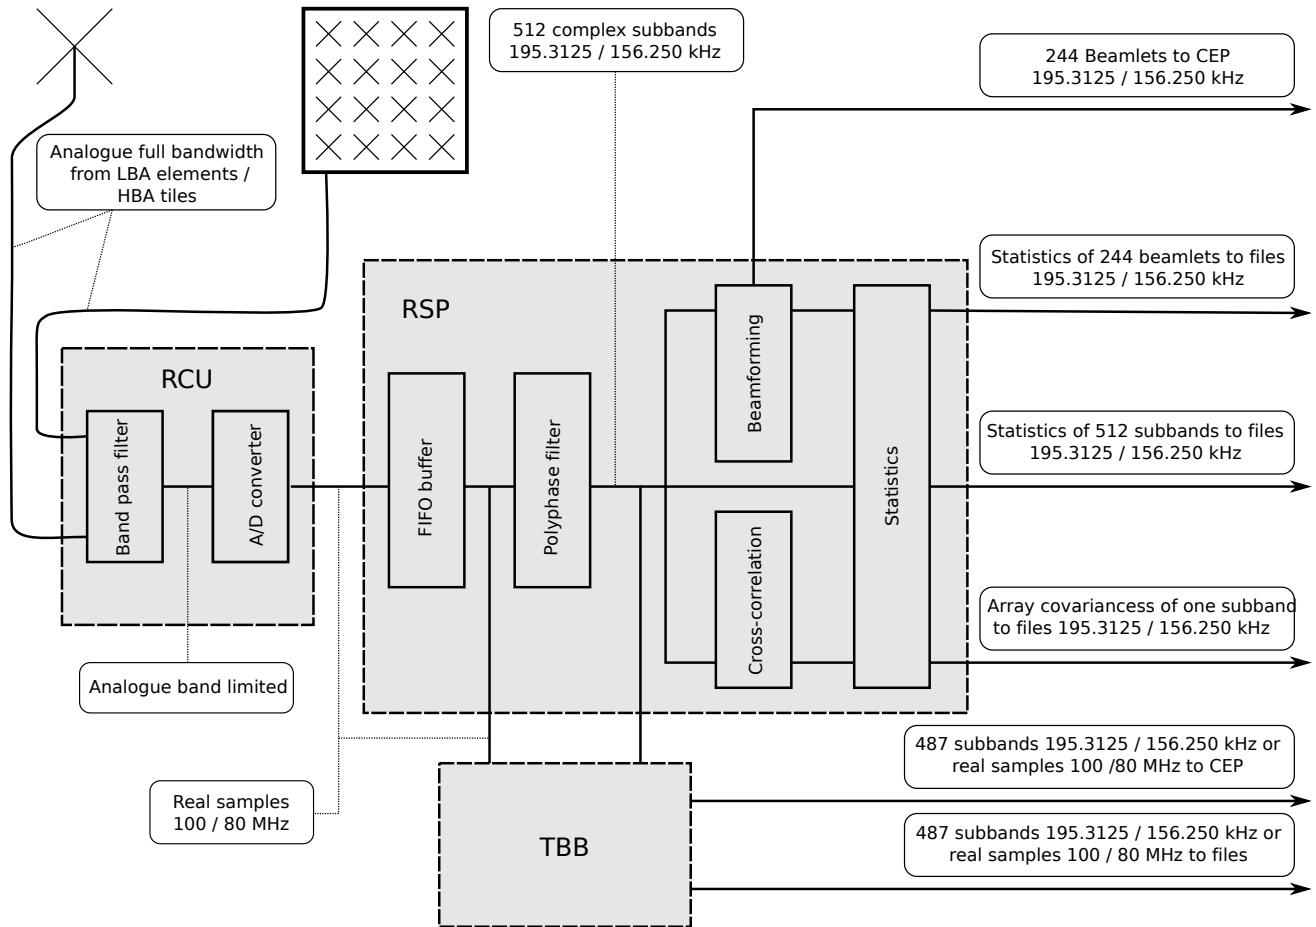 512 complex subbands
195.3125 / 156.250 kHz
244 Beamlets to CEP
195.3125 / 156.250 kHz
Analogue full bandwidth
from LBA elements /
HBA tiles
Statistics of 244 beamlets to files
195.3125 / 156.250 kHz
RSP
RCU
Beamforming
Band pass filter
A/D converter
FIFO buffer
Polyphase filter
Statistics
Statistics of 512 subbands to files
195.3125 / 156.250 kHz
Cross-correlation
Array covariancess of one subband
to files 195.3125 / 156.250 kHz
Analogue band limited
487 subbands 195.3125 / 156.250 kHz or
real samples 100 /80 MHz to CEP
Real samples
100 / 80 MHz
TBB
487 subbands 195.3125 / 156.250 kHz or
real samples 100 / 80 MHz to files